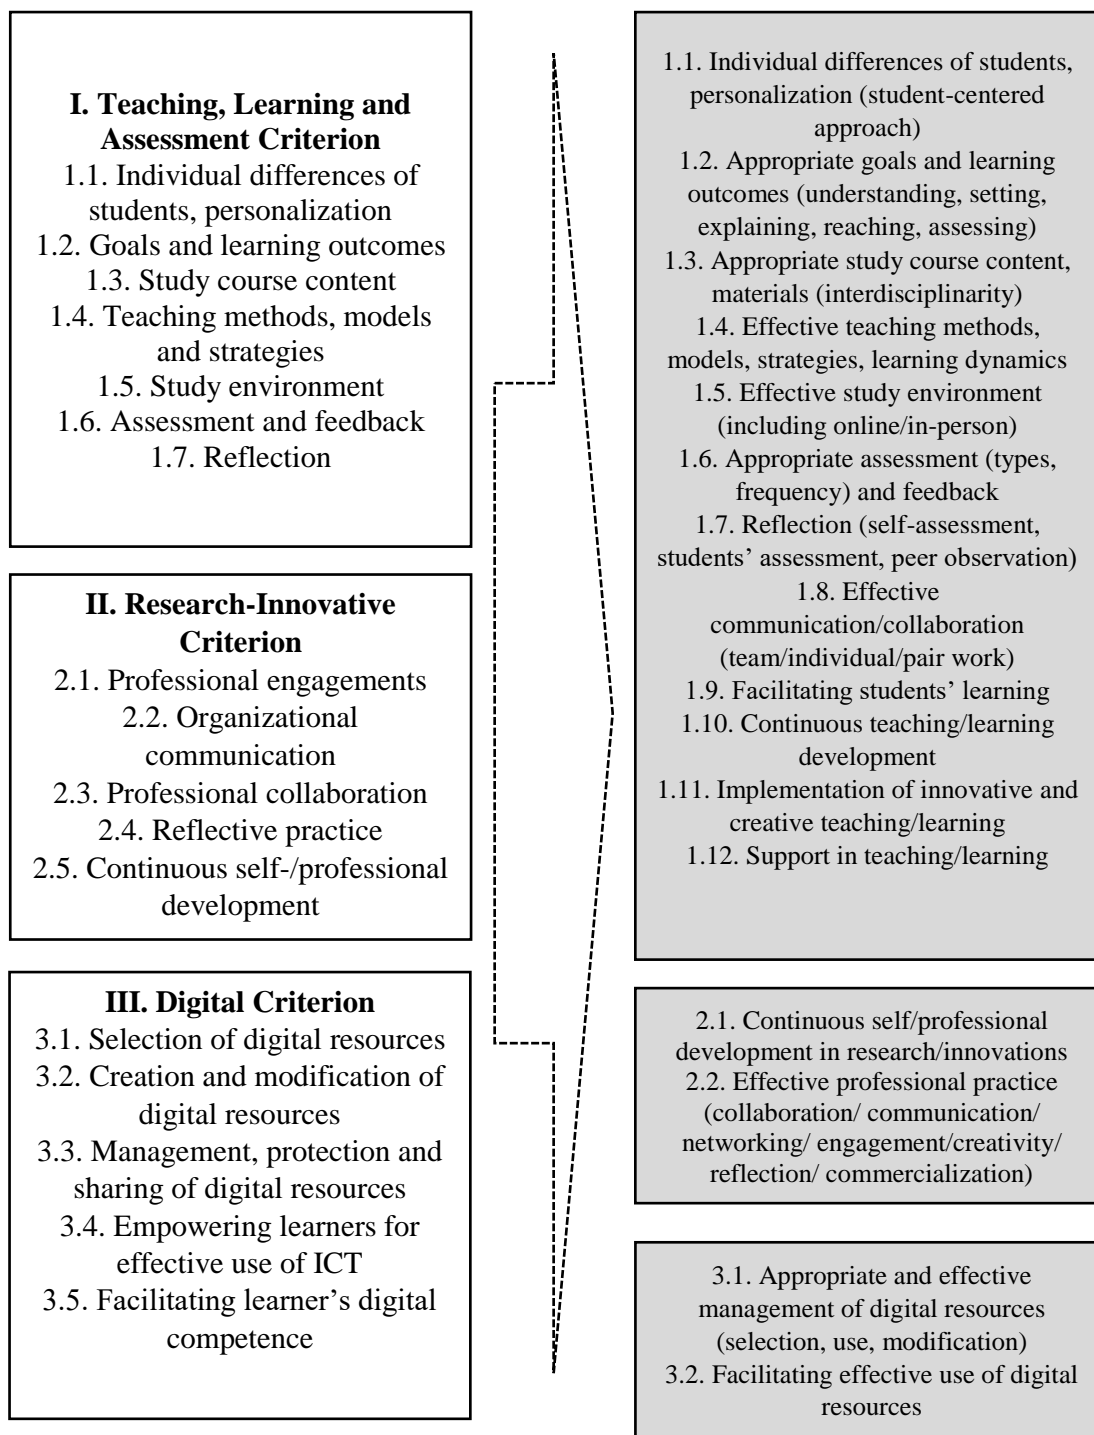 I. Teaching, Learning and
Assessment Criterion
1.1. Individual differences of
students, personalization
1.2. Goals and learning outcomes
1.3. Study course content
1.4. Teaching methods, models
and strategies
1.5. Study environment
1.6. Assessment and feedback
1.7. Reflection
II. Research-Innovative
Criterion
2.1. Professional engagements
2.2. Organizational
communication
2.3. Professional collaboration
2.4. Reflective practice
2.5. Continuous self-/professional
development
III. Digital Criterion
3.1. Selection of digital resources
3.2. Creation and modification of
digital resources
3.3. Management, protection and
sharing of digital resources
3.4. Empowering learners for
effective use of ICT
3.5. Facilitating learner's digital
competence
1.1. Individual differences of students,
personalization (student-centered
approach)
1.2. Appropriate goals and learning
outcomes (understanding, setting,
explaining, reaching, assessing)
1.3. Appropriate study course content,
materials (interdisciplinarity)
1.4. Effective teaching methods,
models, strategies, learning dynamics
1.5. Effective study environment
(including online/in-person)
1.6. Appropriate assessment (types,
frequency) and feedback
1.7. Reflection (self-assessment,
students’ assessment, peer observation)
1.8. Effective
communication/collaboration
(team/individual/pair work)
1.9. Facilitating students’ learning
1.10. Continuous teaching/learning
development
1.11. Implementation of innovative and
creative teaching/learning
1.12. Support in teaching/learning
2.1. Continuous self/professional
development in research/innovations
2.2. Effective professional practice
(collaboration/ communication/
networking/ engagement/creativity/
reflection/ commercialization)
3.1. Appropriate and effective
management of digital resources
(selection, use, modification)
3.2. Facilitating effective use of digital
resources